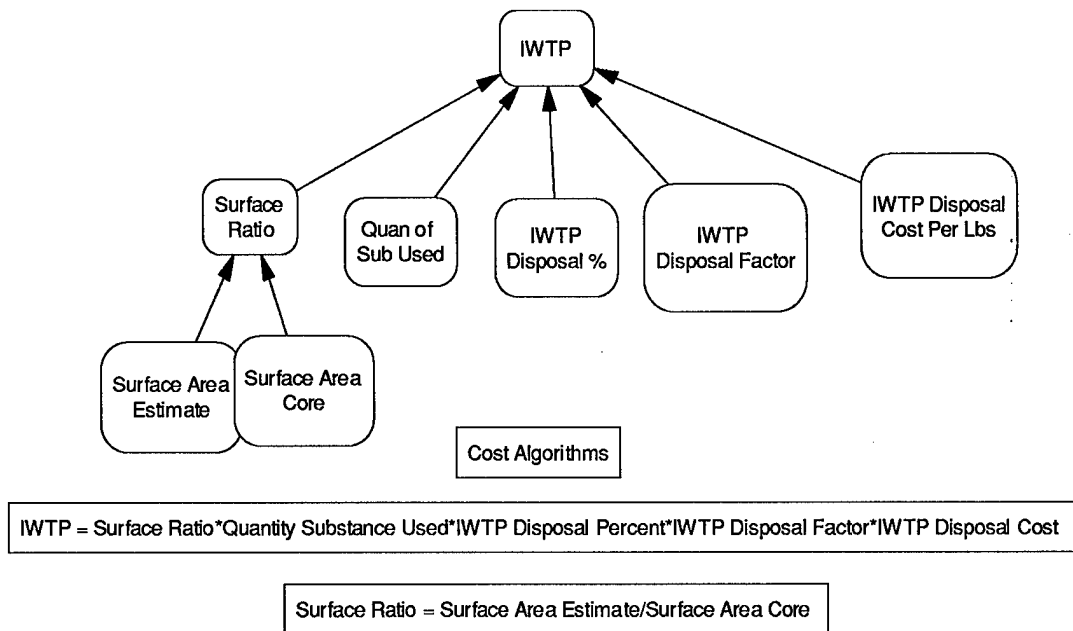 IWTP
Surface
Ratio
Quan of
Sub Used
IWTP
Disposal %
IWTP
Disposal Factor
IWTP Disposal
Cost Per Lbs
Surface Area
Estimate
Surface Area
Core
Cost Algorithms
IWTP = Surface Ratio*Quantity Substance Used*IWTP Disposal Percent*IWTP Disposal Factor*IWTP Disposal Cost
Surface Ratio = Surface Area Estimate/Surface Area Core